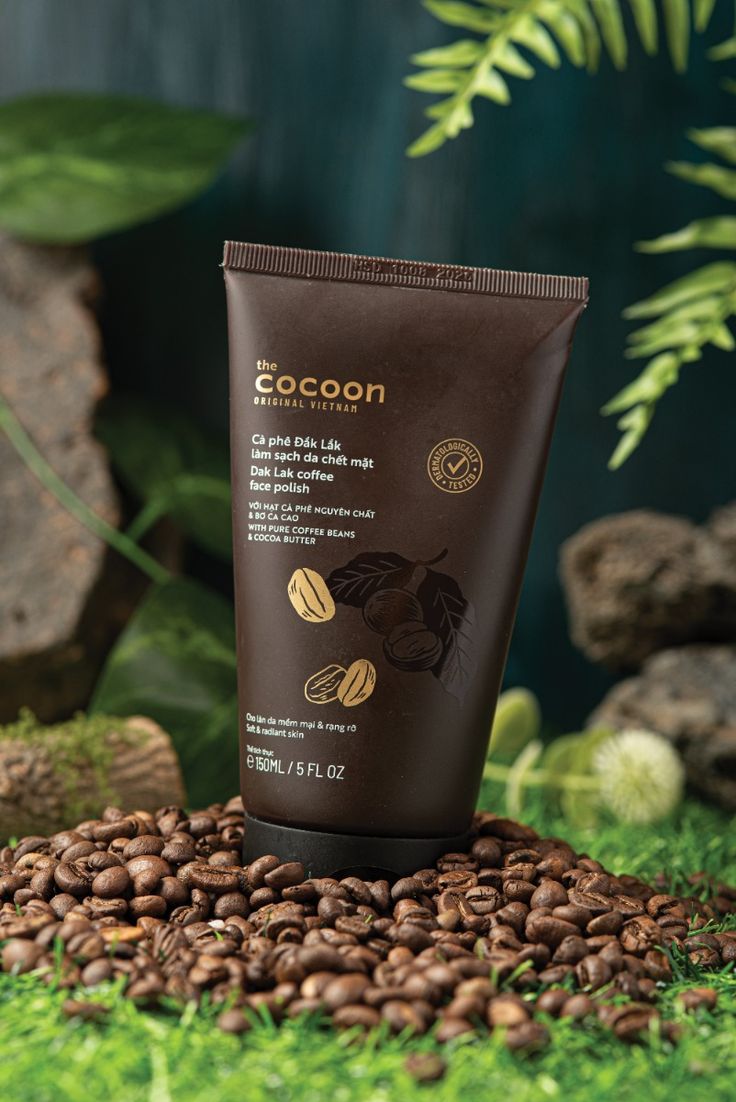 the
cocoon
ORIGINAL VIETNAM
Cà phê Đắk Lắk
làm sạch da chết mặt
Dak Lak coffee
face polish
VỚI HẠT CÀ PHÊ NGUYÊN CHẤT
& BƠ CA CAO
WITH PURE COFFEE BEANS
& COCOA BUTTER
DERMATOLOGICALLY
• TESTED •
Cho làn da mềm mại & rạng rỡ
Soft & radiant skin
Thể tích thực:
℮ 150ML / 5 FL OZ